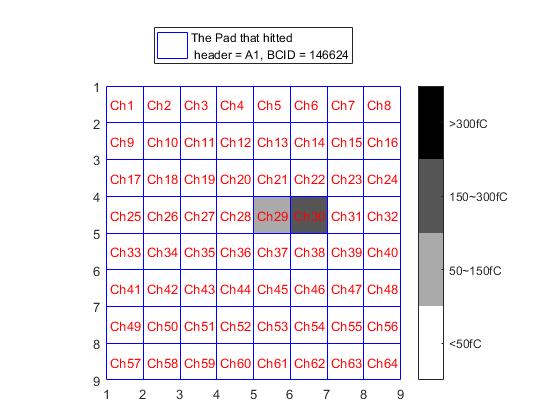 The Pad that hitted
header = A1, BCID = 146624
1
Ch1 Ch2 Ch3 Ch4 Ch5 Ch6 Ch7 Ch8
2
Ch9 Ch10 Ch11 Ch12 Ch13 Ch14 Ch15 Ch16
3
Ch17 Ch18 Ch19 Ch20 Ch21 Ch22 Ch23 Ch24
4
Ch25 Ch26 Ch27 Ch28 Ch29 Ch30 Ch31 Ch32
5
Ch33 Ch34 Ch35 Ch36 Ch37 Ch38 Ch39 Ch40
6
Ch41 Ch42 Ch43 Ch44 Ch45 Ch46 Ch47 Ch48
7
Ch49 Ch50 Ch51 Ch52 Ch53 Ch54 Ch55 Ch56
8
Ch57 Ch58 Ch59 Ch60 Ch61 Ch62 Ch63 Ch64
9
1 2 3 4 5 6 7 8 9
>300fC
150~300fC
50~150fC
<50fC